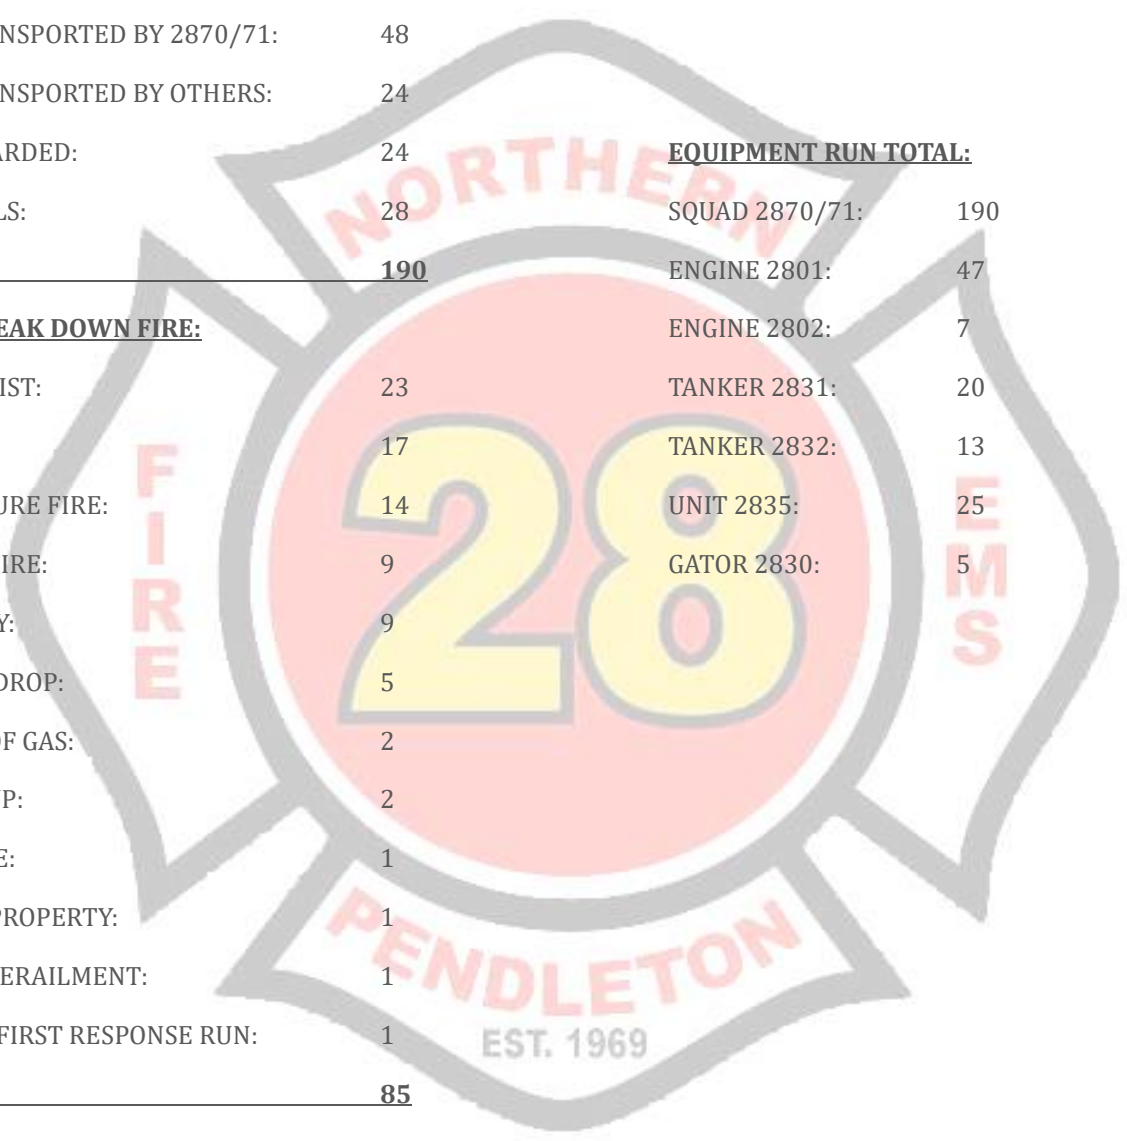 NSPORTED BY 2870/71: 48
NSPORTED BY OTHERS: 24
ARDED: 24
LS: 28
190
EAK DOWN FIRE:
IST: 23
17
URE FIRE: 14
IRE: 9
Y: 9
DROP: 5
OF GAS: 2
UP: 2
E: 1
PROPERTY: 1
ERAILMENT: 1
FIRST RESPONSE RUN: 1
85
EQUIPMENT RUN TOTAL:
SQUAD 2870/71: 190
ENGINE 2801: 47
ENGINE 2802: 7
TANKER 2831: 20
TANKER 2832: 13
UNIT 2835: 25
GATOR 2830: 5
NORTHERN
FIRE
28
EMS
PENDLETON
EST. 1969